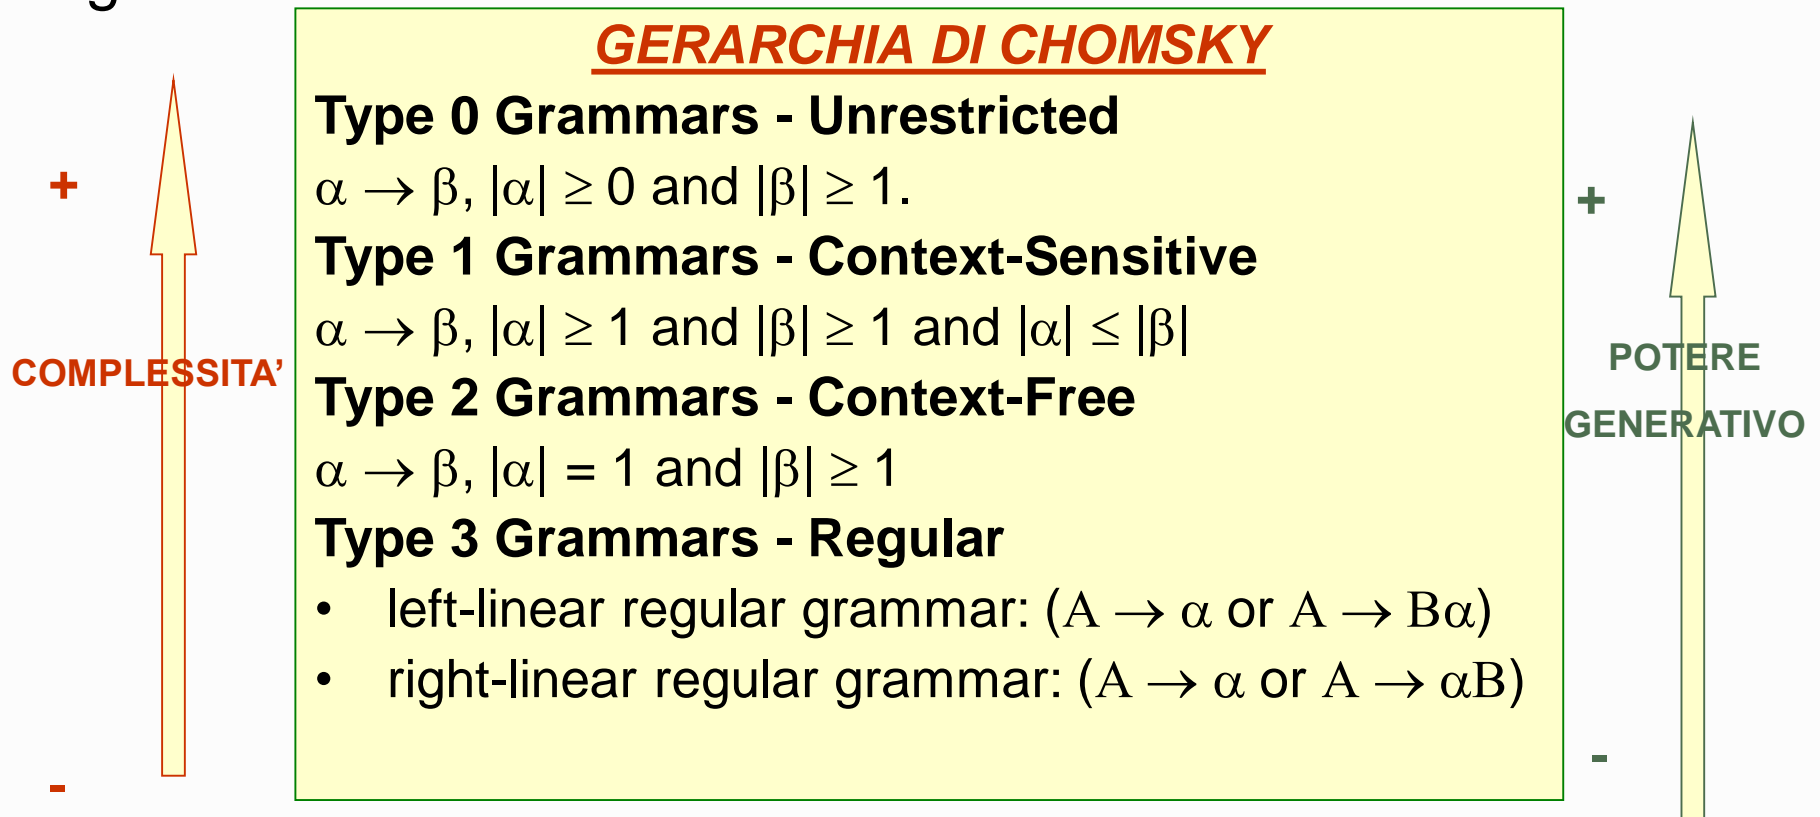 GERARCHIA DI CHOMSKY
Type 0 Grammars - Unrestricted
α → β, |α| ≥ 0 and |β| ≥ 1.
Type 1 Grammars - Context-Sensitive
α → β, |α| ≥ 1 and |β| ≥ 1 and |α| ≤ |β|
Type 2 Grammars - Context-Free
α → β, |α| = 1 and |β| ≥ 1
Type 3 Grammars - Regular
• left-linear regular grammar: (A → α or A → Bα)
• right-linear regular grammar: (A → α or A → αB)
+
COMPLESSITA’
-
+
POTERE
GENERATIVO
-